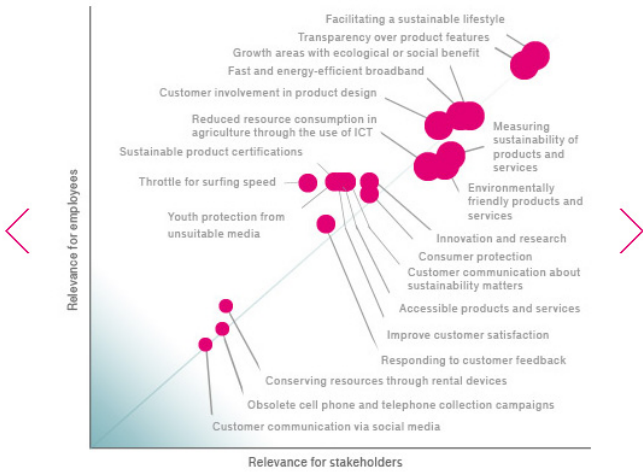 Facilitating a sustainable lifestyle
Transparency over product features
Growth areas with ecological or social benefit
Fast and energy-efficient broadband
Customer involvement in product design
Reduced resource consumption in
agriculture through the use of ICT
Measuring
sustainability of
products and
services
Sustainable product certifications
Throttle for surfing speed
Environmentally
friendly products and
services
Youth protection from
unsuitable media
Innovation and research
Consumer protection
Customer communication about
sustainability matters
Accessible products and services
Improve customer satisfaction
Responding to customer feedback
Conserving resources through rental devices
Obsolete cell phone and telephone collection campaigns
Customer communication via social media
Relevance for employees
Relevance for stakeholders